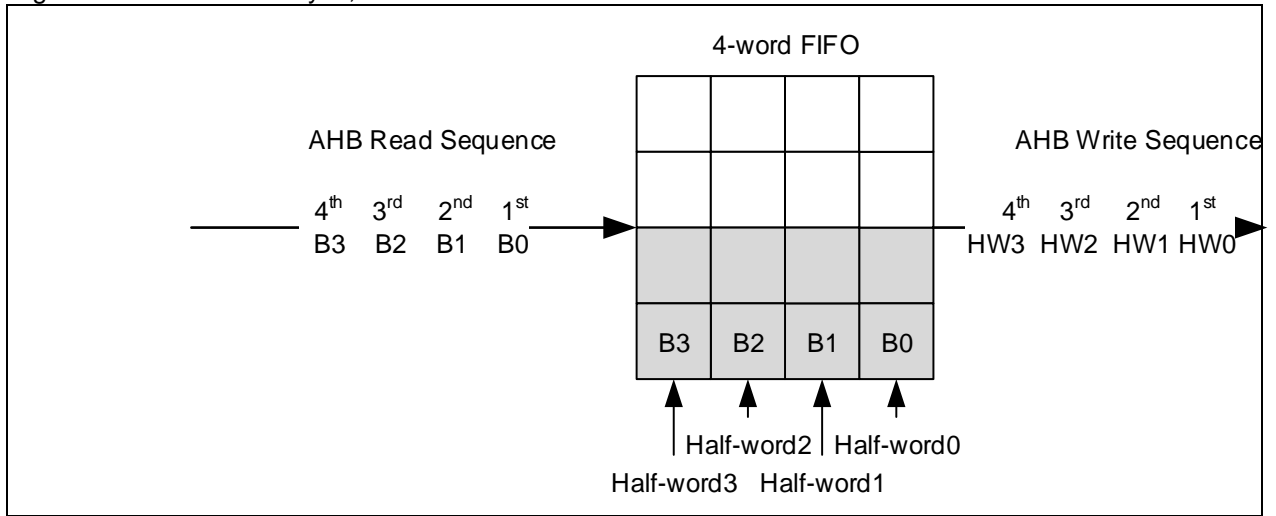 4-word FIFO
AHB Read Sequence
AHB Write Sequence
4th 3rd 2nd 1st
B3 B2 B1 B0
4th 3rd 2nd 1st
HW3 HW2 HW1 HW0
B3 B2 B1 B0
Half-word2 Half-word0
Half-word3 Half-word1